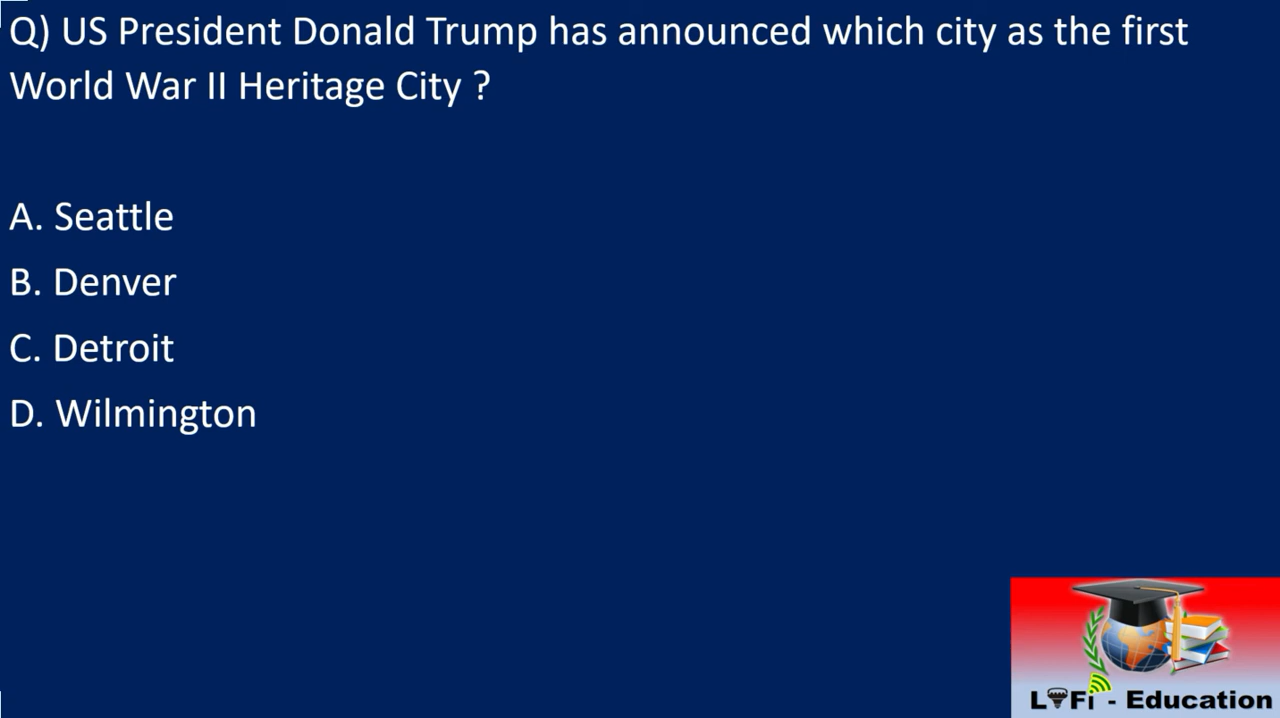 Q) US President Donald Trump has announced which city as the first
World War II Heritage City ?
A. Seattle
B. Denver
C. Detroit
D. Wilmington
LiFi - Education